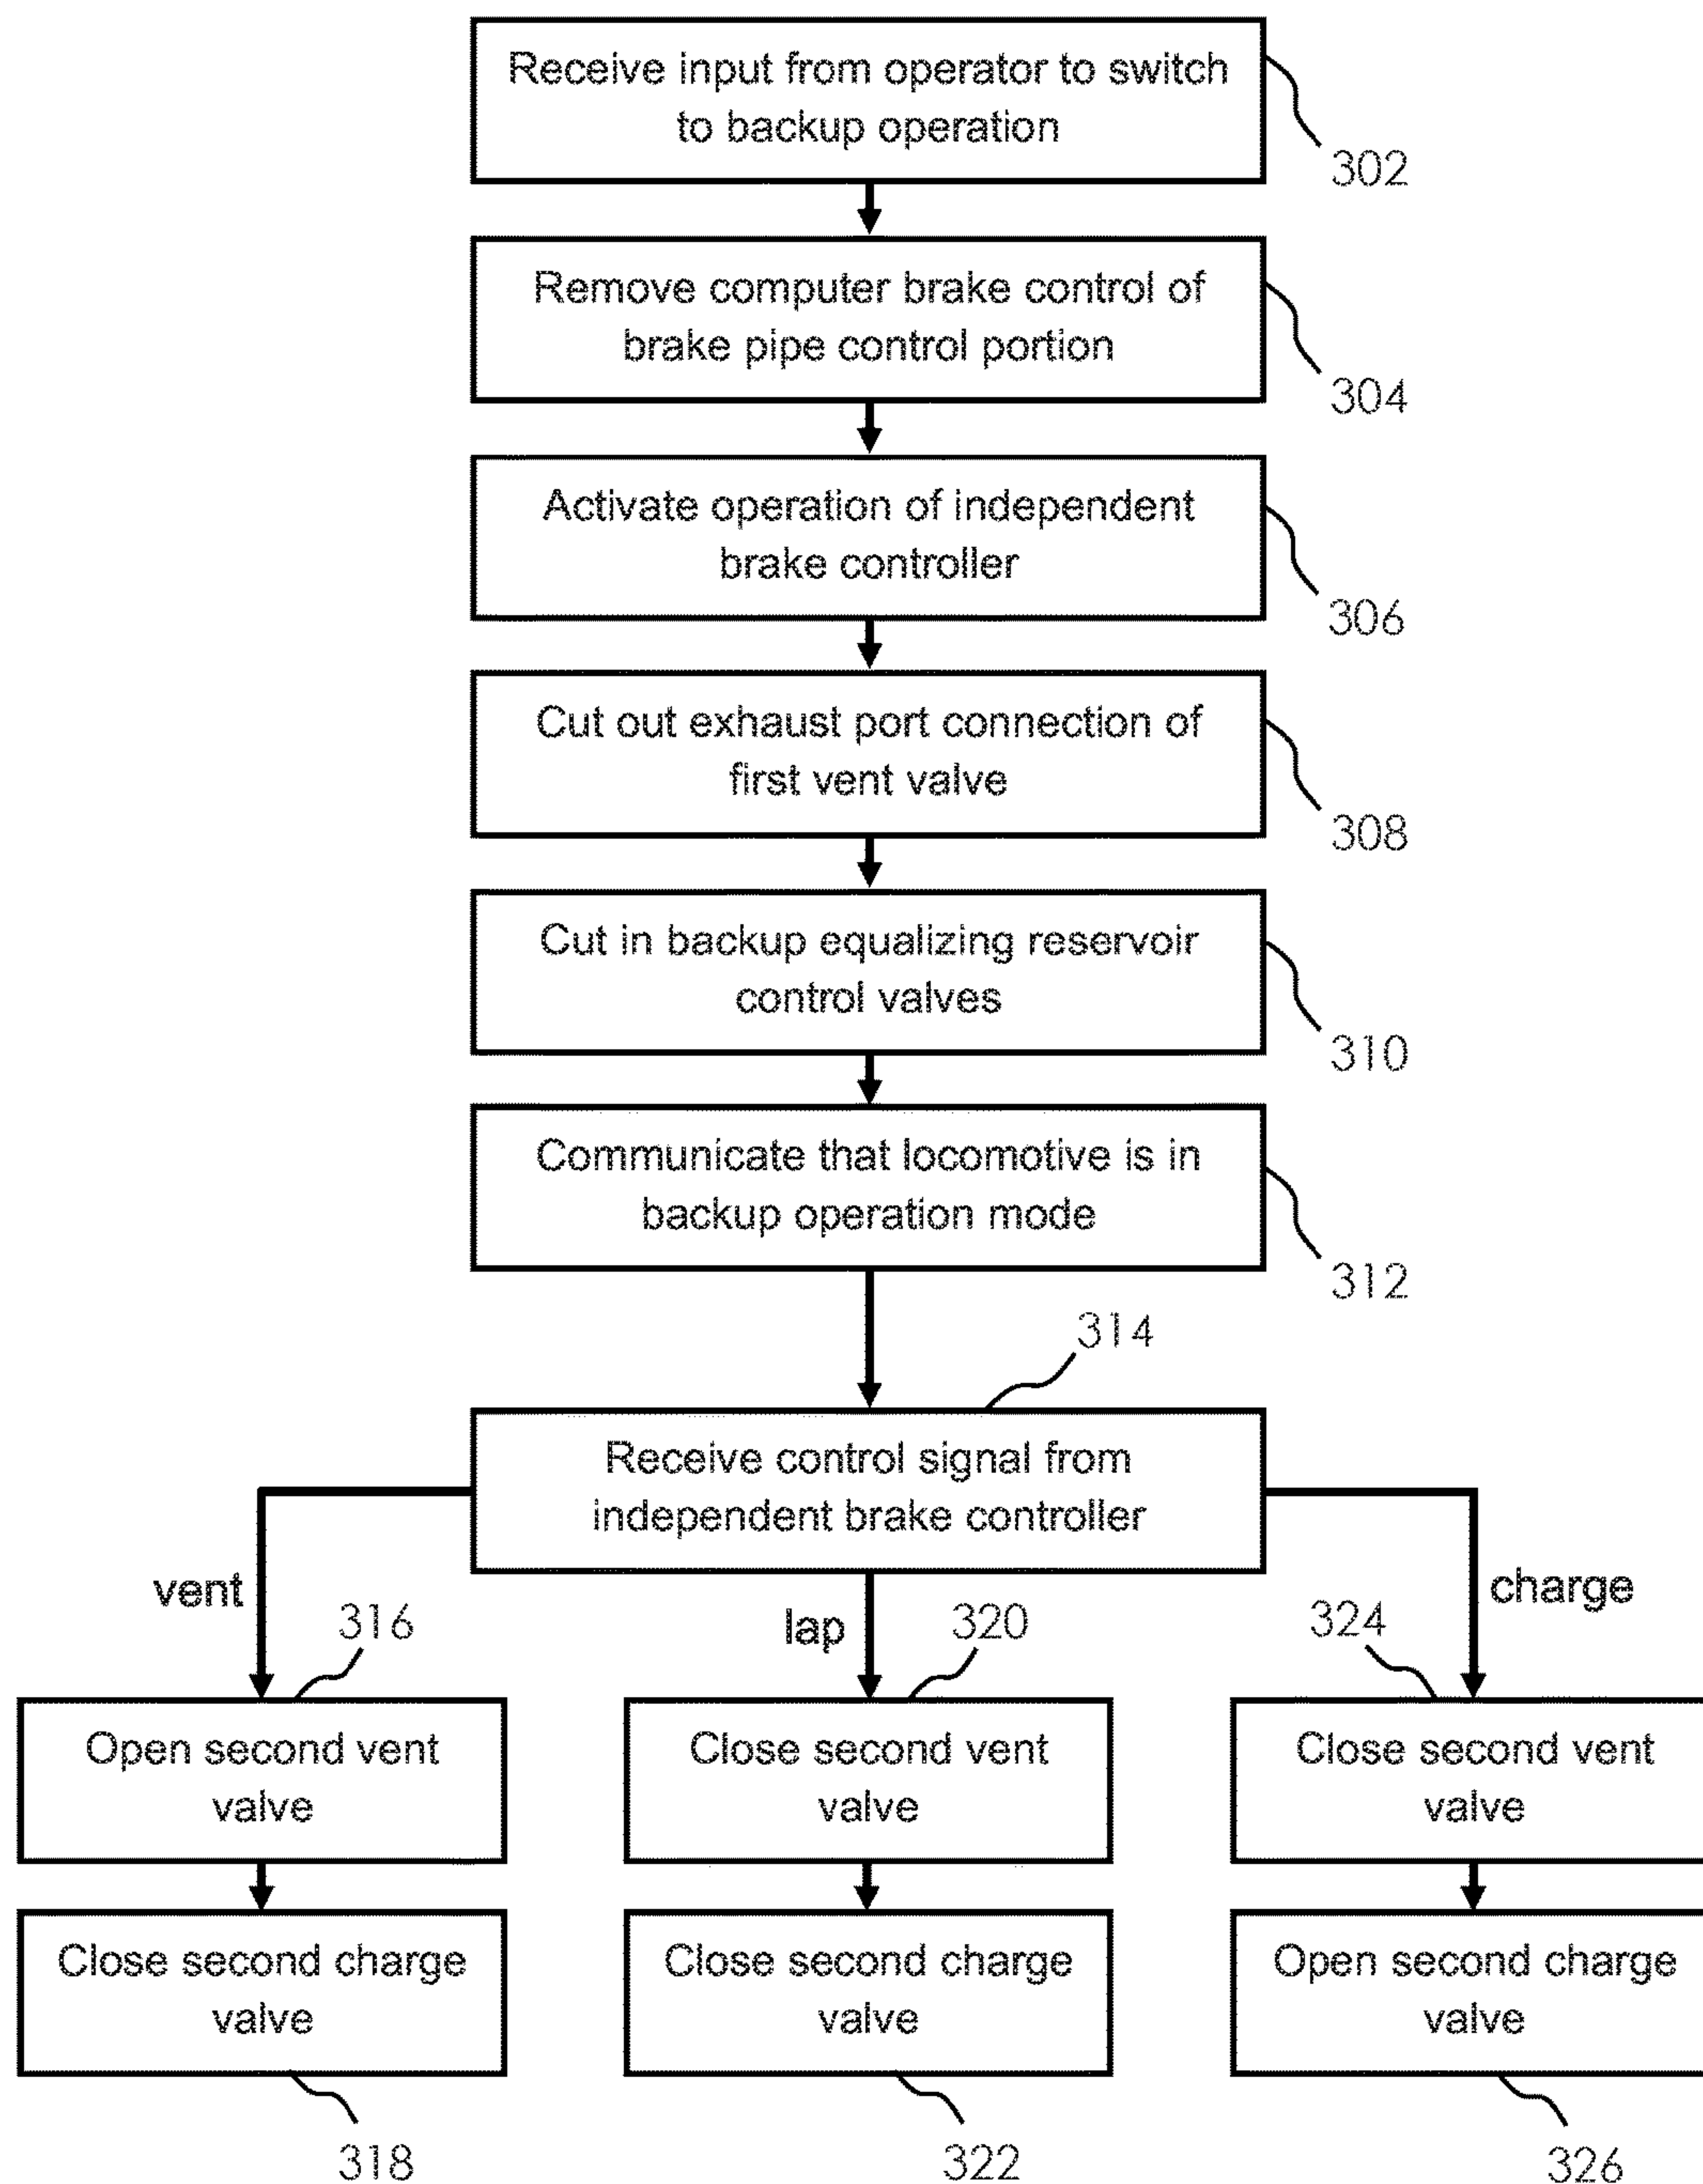 Receive input from operator to switch
to backup operation
302
Remove computer brake control of
brake pipe control portion
304
Activate operation of independent
brake controller
306
Cut out exhaust port connection of
first vent valve
308
Cut in backup equalizing reservoir
control valves
310
Communicate that locomotive is in
backup operation mode
312
314
Receive control signal from
independent brake controller
vent
lap
charge
316
320
324
Open second vent
valve
Close second vent
valve
Close second vent
valve
Close second charge
valve
Close second charge
valve
Open second charge
valve
318
322
326